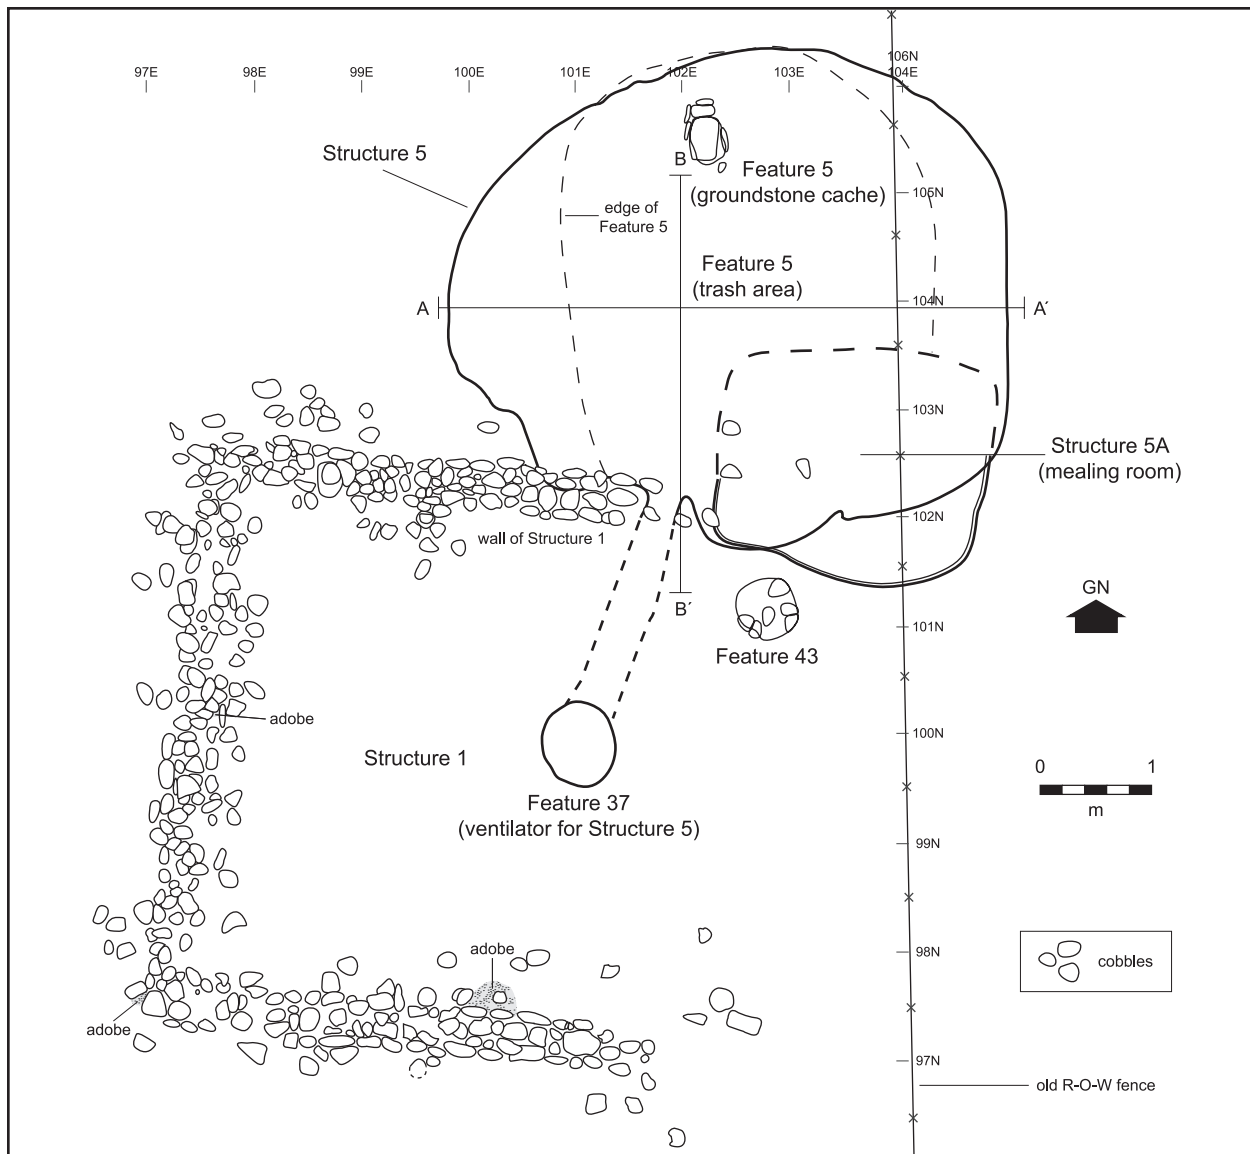 106N
97E 98E 99E 100E 101E 102E 103E 104E
Structure 5
B
Feature 5
(groundstone cache)
105N
edge of
Feature 5
Feature 5
(trash area)
A
104N
A′
103N
Structure 5A
(mealing room)
102N
wall of Structure 1
GN
B′
101N
Feature 43
adobe
100N
Structure 1
0 1
m
Feature 37
(ventilator for Structure 5)
99N
98N
adobe
cobbles
adobe
97N
old R-O-W fence